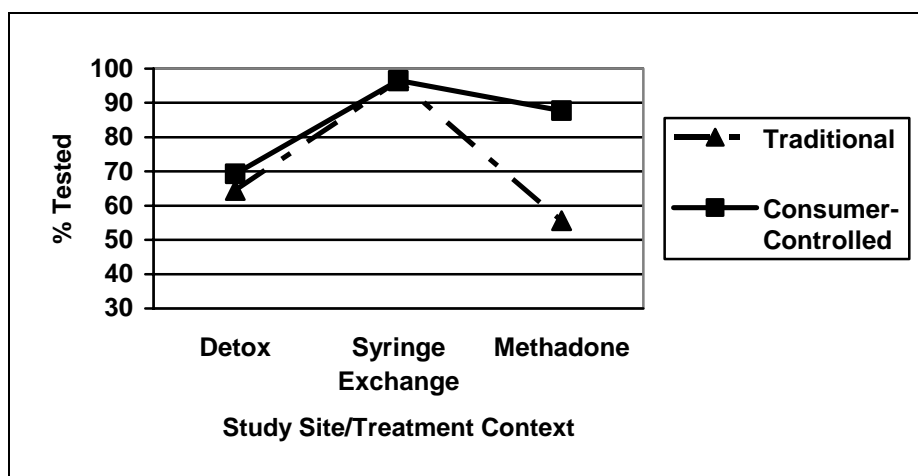 100
90
80
70
60
50
40
30
% Tested
Detox
Syringe
Exchange
Methadone
Study Site/Treatment Context
Traditional
Consumer-
Controlled